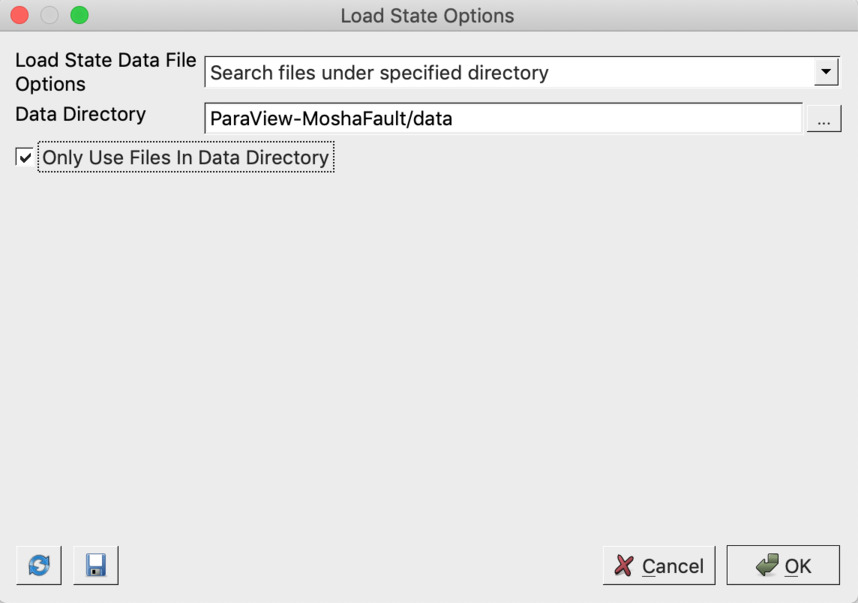 Load State Options
Load State Data File
Options
Search files under specified directory
Data Directory
ParaView-MoshaFault/data
...
Only Use Files In Data Directory
Cancel
OK